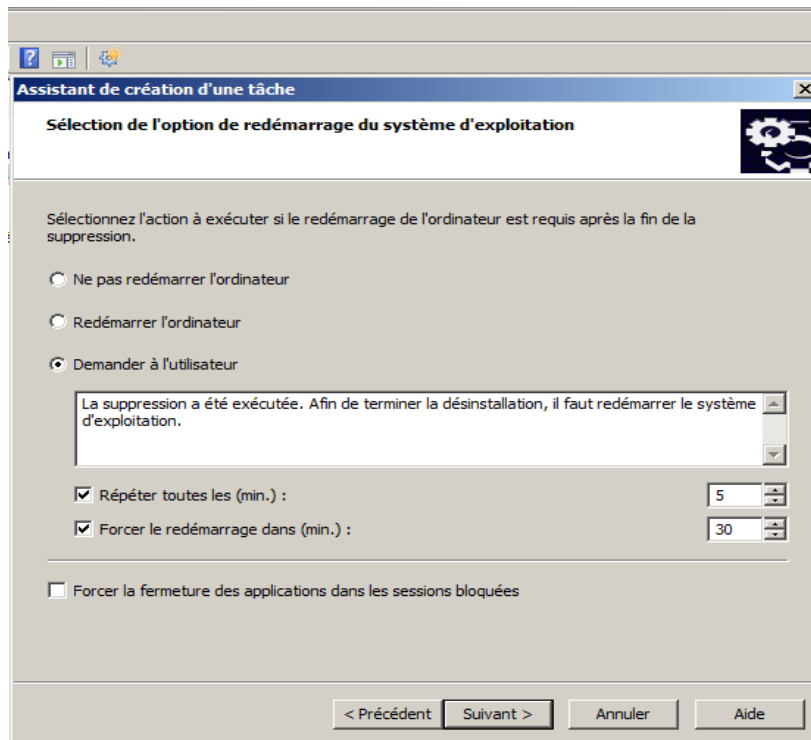 Assistant de création d'une tâche
Sélection de l'option de redémarrage du système d'exploitation
Sélectionnez l'action à exécuter si le redémarrage de l'ordinateur est requis après la fin de la
suppression.
Ne pas redémarrer l'ordinateur
Redémarrer l'ordinateur
Demander à l'utilisateur
La suppression a été exécutée. Afin de terminer la désinstallation, il faut redémarrer le système
d'exploitation.
Répéter toutes les (min.) : 5
Forcer le redémarrage dans (min.) : 30
Forcer la fermeture des applications dans les sessions bloquées
< Précédent Suivant > Annuler Aide